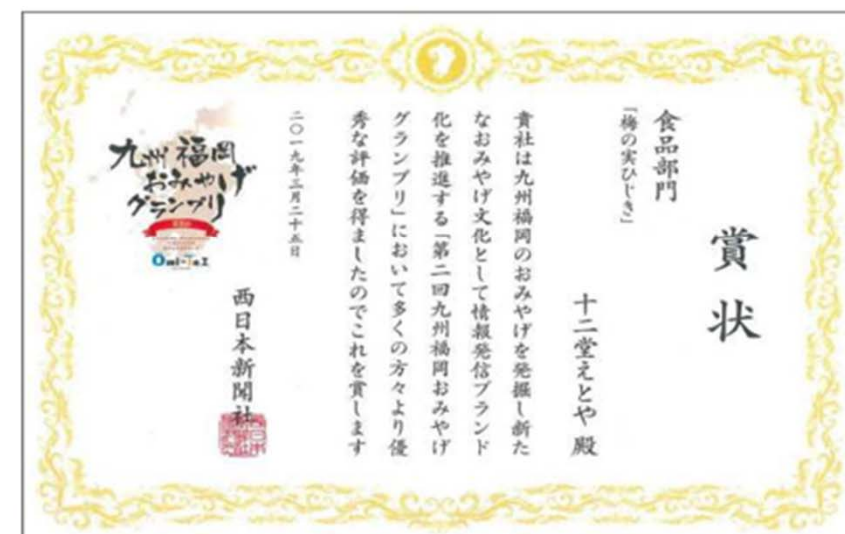 賞状
食品部門
「梅の実ひじき」
十二堂えとや 殿
貴社は九州福岡のおみやげを発掘し新た
なおみやげ文化として情報発信ブランド
化を推進する「第二回九州福岡おみやげ
グランプリ」において多くの方々より優
秀な評価を得ましたのでこれを賞します
二〇一九年三月二十五日
西日本新聞社
九州福岡
おみやげ
グランプリ